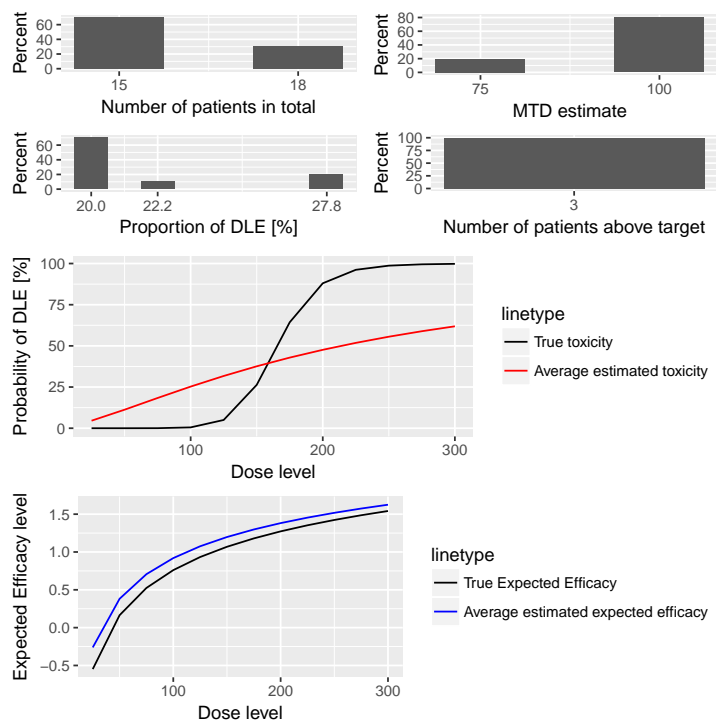 Percent
60
40
20
0
15 18
Number of patients in total
Percent
80
60
40
20
0
75 100
MTD estimate
Percent
60
40
20
0
20.0 22.2 27.8
Proportion of DLE [%]
Percent
100
75
50
25
0
3
Number of patients above target
Probability of DLE [%]
100
75
50
25
0
100 200 300
Dose level
linetype
True toxicity
Average estimated toxicity
Expected Efficacy level
1.5
1.0
0.5
0.0
−0.5
100 200 300
Dose level
linetype
True Expected Efficacy
Average estimated expected efficacy